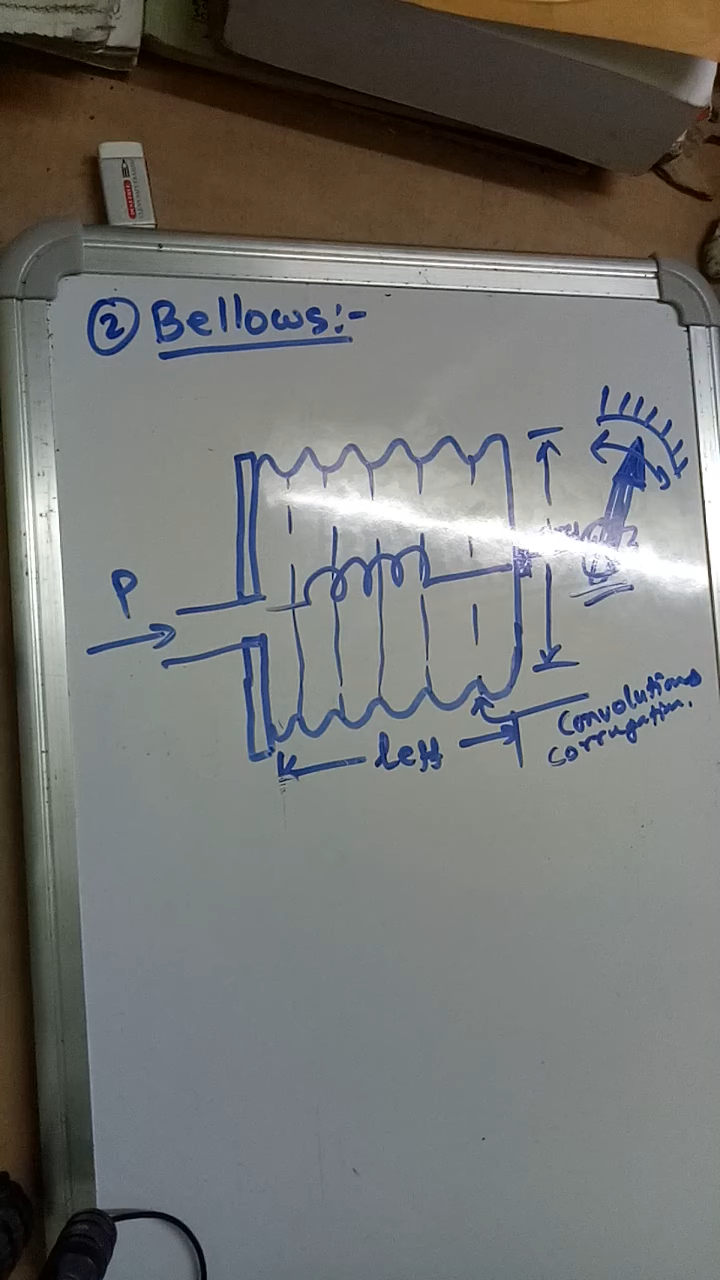 ② Bellows:-
P
leff
Convolutions
corrugation.